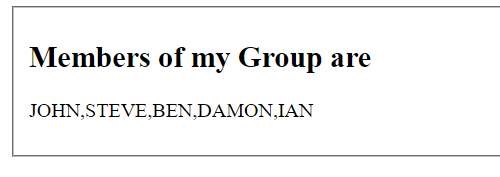 Members of my Group are
JOHN,STEVE,BEN,DAMON,IAN